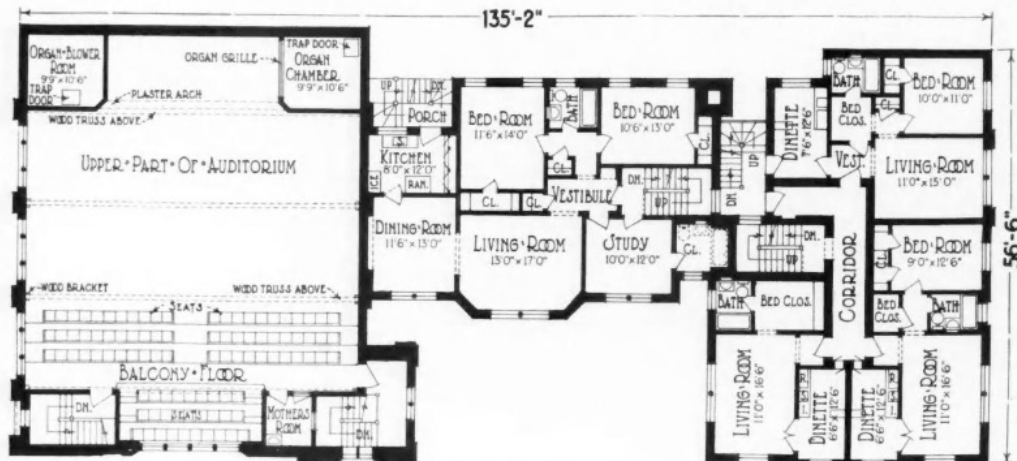 135'-2"
ORGAN-BLOWER
ROOM
9'9"x10'6"
TRAP
DOOR
ORGAN GRILLE
TRAP DOOR
ORGAN
CHAMBER
9'9"x10'6"
PLASTER ARCH
WOOD TRUSS ABOVE
UPPER·PART·OF·AUDITORIUM
WOOD BRACKET
WOOD TRUSS ABOVE
SEATS
BALCONY·FLOOR
DN.
SEATS
MOTHERS
ROOM
DN.
UP
DN.
PORCH
KITCHEN
8'0"x12'0"
ICE
RAN.
DINING·ROOM
11'6"x13'0"
BED·ROOM
11'6"x14'0"
BATH
CL.
CL.
CL.
VESTIBULE
LIVING·ROOM
13'0"x17'0"
BED·ROOM
10'6"x13'0"
CL.
DN.
UP
STUDY
10'0"x12'0"
CL.
UP
DN.
DN.
UP
DINETTE
7'6"x12'6"
BATH
CL.
BED
CLOS.
CL.
VEST.
BED·ROOM
10'0"x11'0"
LIVING·ROOM
11'0"x15'0"
56'-6"
CORRIDOR
CL.
BED·ROOM
9'0"x12'6"
BED
CLOS.
BATH
BATH
BED CLOS.
LIVING·ROOM
11'0"x16'6"
DINETTE
6'6"x12'6"
DINETTE
6'6"x12'6"
LIVING·ROOM
11'0"x16'6"